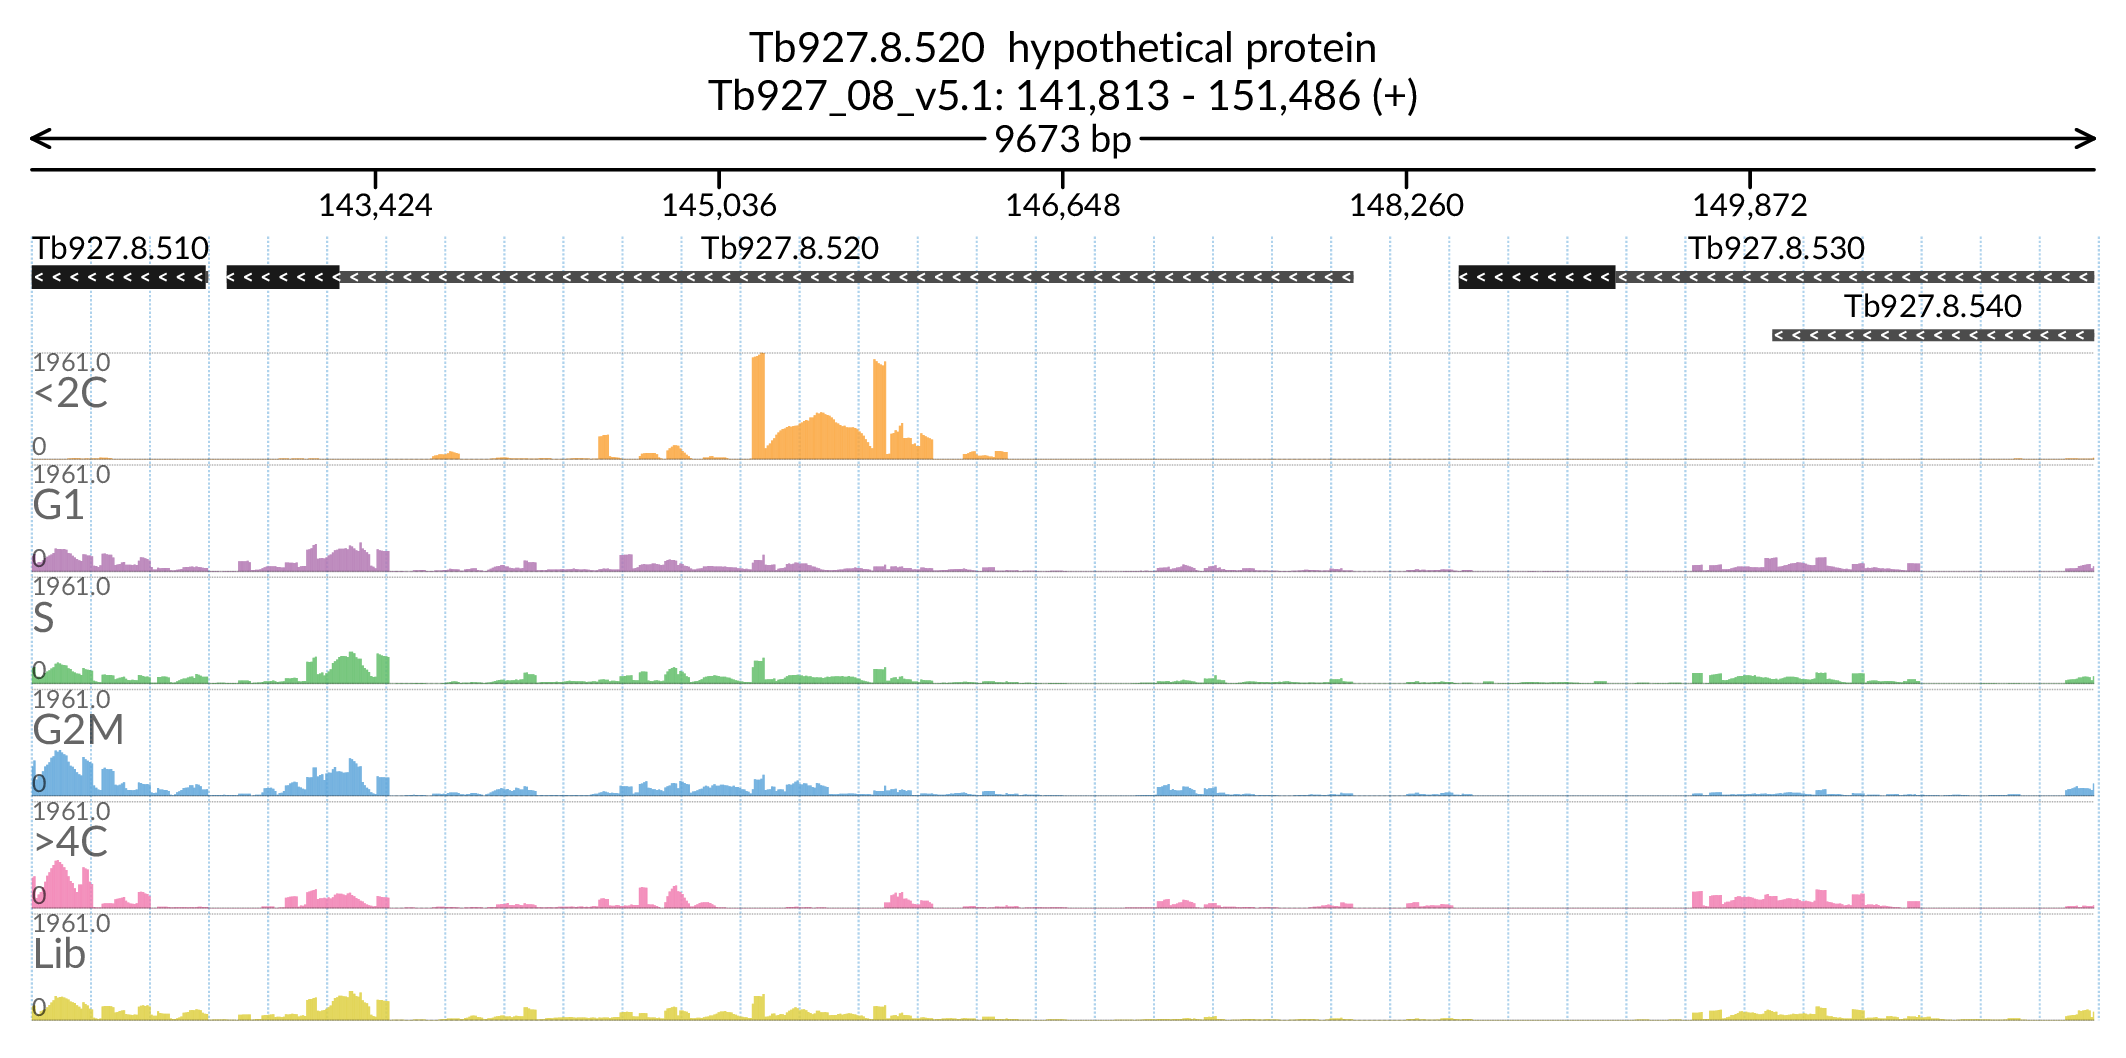 Tb927.8.520  hypothetical protein
Tb927_08_v5.1: 141,813 - 151,486 (+)
9673 bp
143,424 145,036 146,648 148,260 149,872
Tb927.8.510 Tb927.8.520 Tb927.8.530
Tb927.8.540
1961.0
<2C
0
1961.0
G1
0
1961.0
S
0
1961.0
G2M
0
1961.0
>4C
0
1961.0
Lib
0